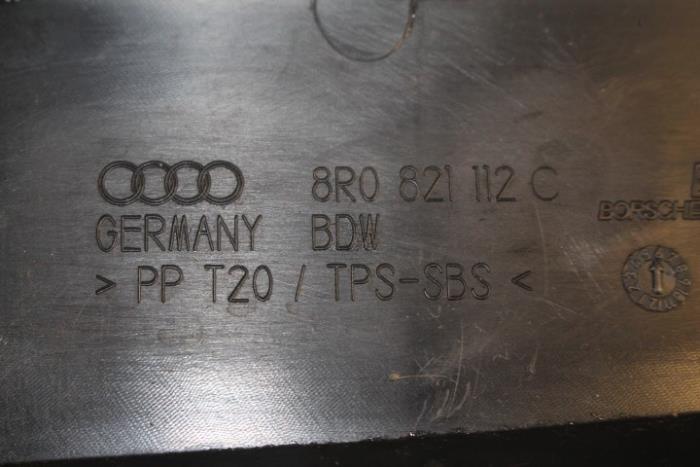 8R0 821 112 C
GERMANY BDW
> PP T20 / TPS-SBS <